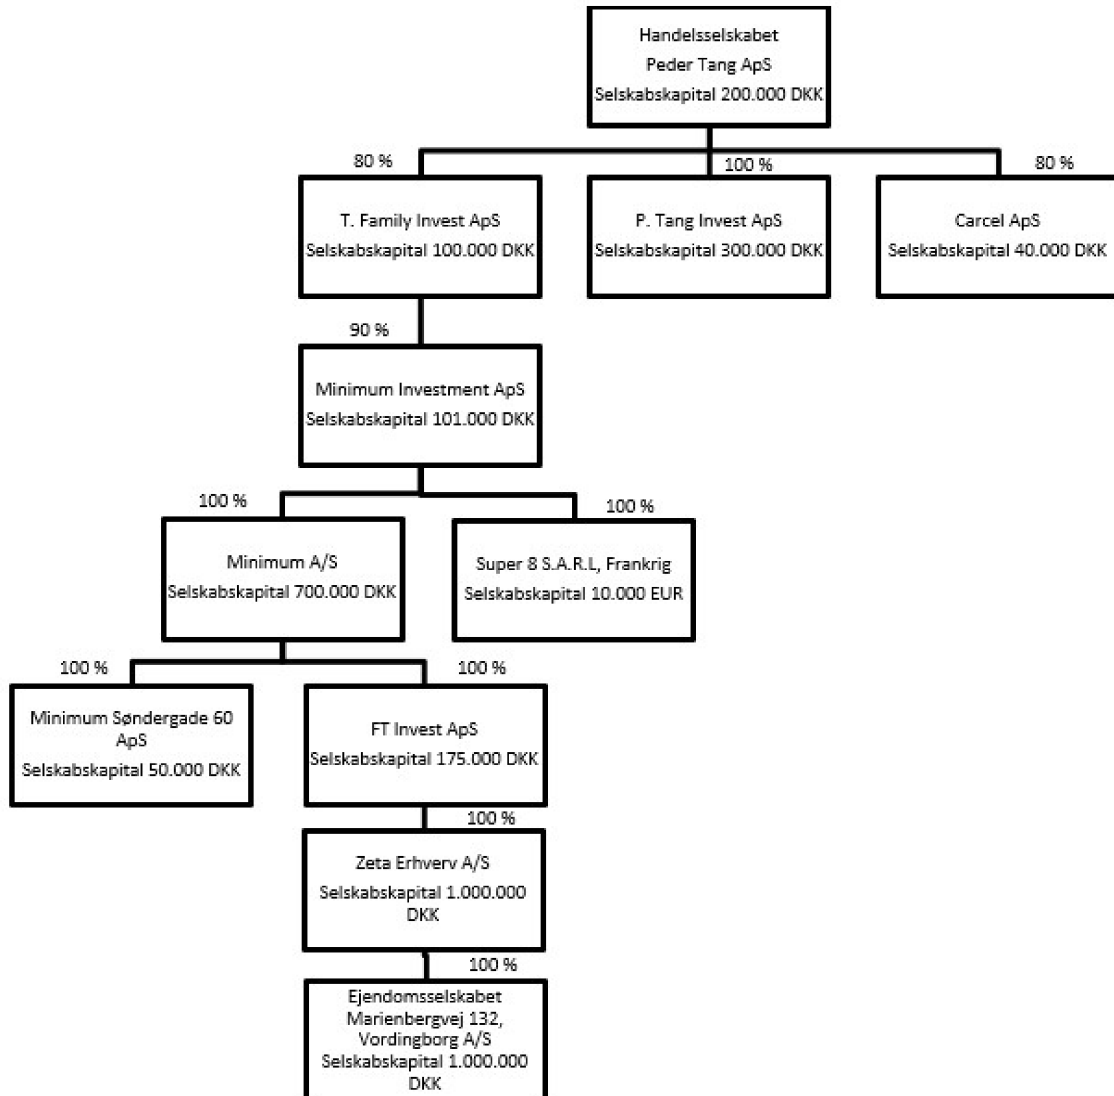 Handelsselskabet
Peder Tang ApS
Selskabskapital 200.000 DKK
80 %
100 %
80 %
T. Family Invest ApS
Selskabskapital 100.000 DKK
P. Tang Invest ApS
Selskabskapital 300.000 DKK
Carcel ApS
Selskabskapital 40.000 DKK
90 %
Minimum Investment ApS
Selskabskapital 101.000 DKK
100 %
100 %
Minimum A/S
Selskabskapital 700.000 DKK
Super 8 S.A.R.L, Frankrig
Selskabskapital 10.000 EUR
100 %
100 %
Minimum Søndergade 60
ApS
Selskabskapital 50.000 DKK
FT Invest ApS
Selskabskapital 175.000 DKK
100 %
Zeta Erhverv A/S
Selskabskapital 1.000.000
DKK
100 %
Ejendomsselskabet
Marienbergvej 132,
Vordingborg A/S
Selskabskapital 1.000.000
DKK